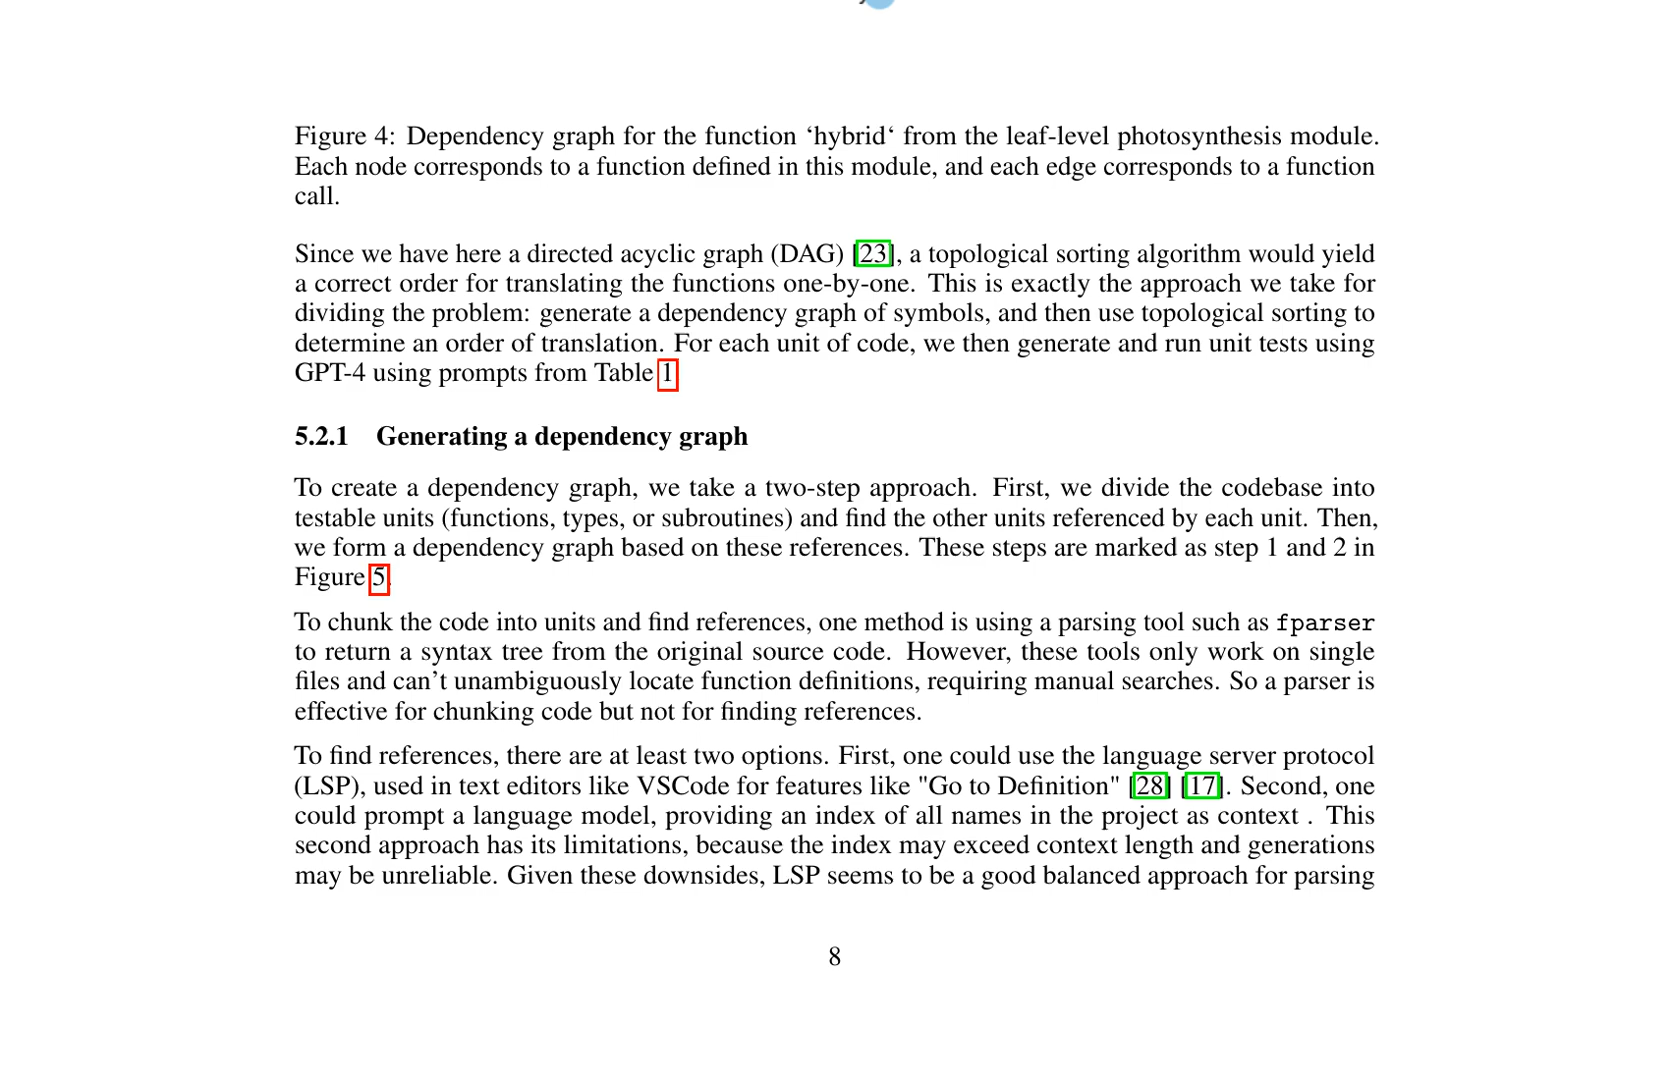 Figure 4: Dependency graph for the function ‘hybrid‘ from the leaf-level photosynthesis module.
Each node corresponds to a function defined in this module, and each edge corresponds to a function
call.
Since we have here a directed acyclic graph (DAG) [23], a topological sorting algorithm would yield
a correct order for translating the functions one-by-one. This is exactly the approach we take for
dividing the problem: generate a dependency graph of symbols, and then use topological sorting to
determine an order of translation. For each unit of code, we then generate and run unit tests using
GPT-4 using prompts from Table 1
5.2.1 Generating a dependency graph
To create a dependency graph, we take a two-step approach. First, we divide the codebase into
testable units (functions, types, or subroutines) and find the other units referenced by each unit. Then,
we form a dependency graph based on these references. These steps are marked as step 1 and 2 in
Figure 5.
To chunk the code into units and find references, one method is using a parsing tool such as fparser
to return a syntax tree from the original source code. However, these tools only work on single
files and can’t unambiguously locate function definitions, requiring manual searches. So a parser is
effective for chunking code but not for finding references.
To find references, there are at least two options. First, one could use the language server protocol
(LSP), used in text editors like VSCode for features like "Go to Definition" [28] [17]. Second, one
could prompt a language model, providing an index of all names in the project as context . This
second approach has its limitations, because the index may exceed context length and generations
may be unreliable. Given these downsides, LSP seems to be a good balanced approach for parsing
8